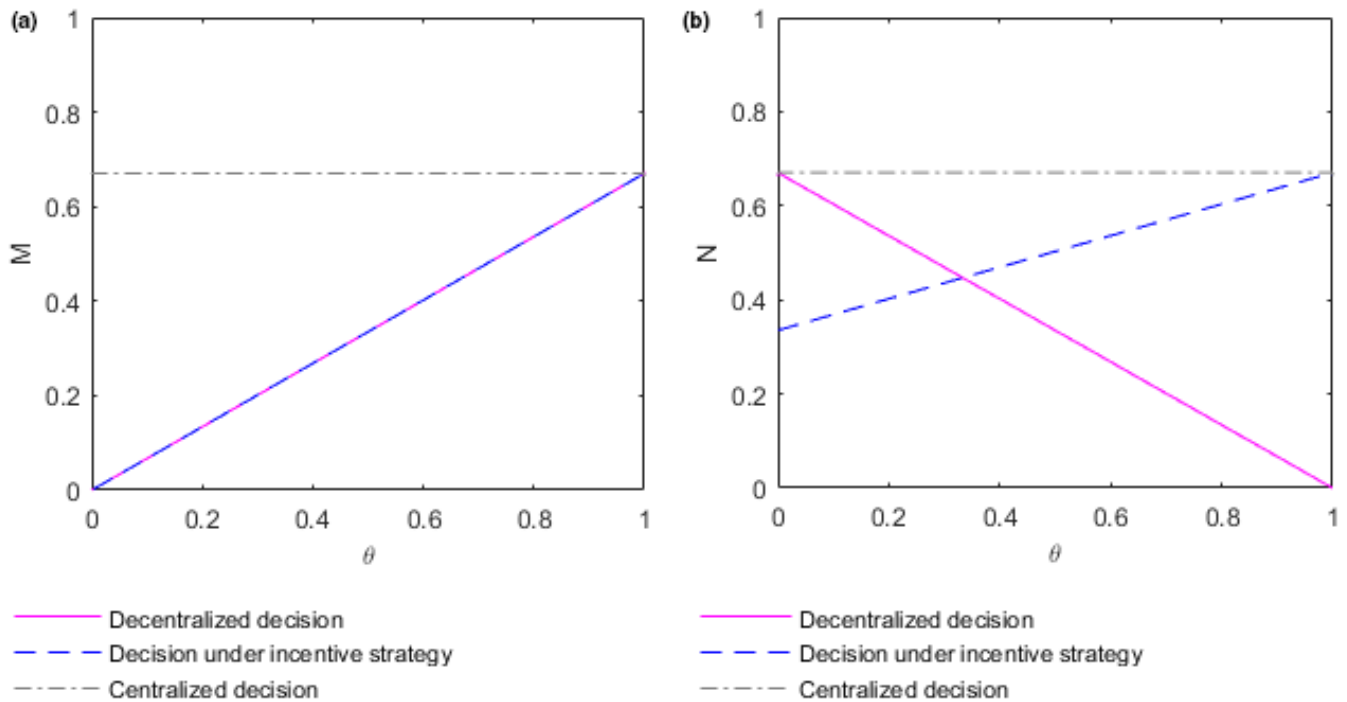 (a)
1
0.8
0.6
0.4
0.2
0
M
0 0.2 0.4 0.6 0.8 1
θ
Decentralized decision
Decision under incentive strategy
Centralized decision
(b)
1
0.8
0.6
0.4
0.2
0
N
0 0.2 0.4 0.6 0.8 1
θ
Decentralized decision
Decision under incentive strategy
Centralized decision